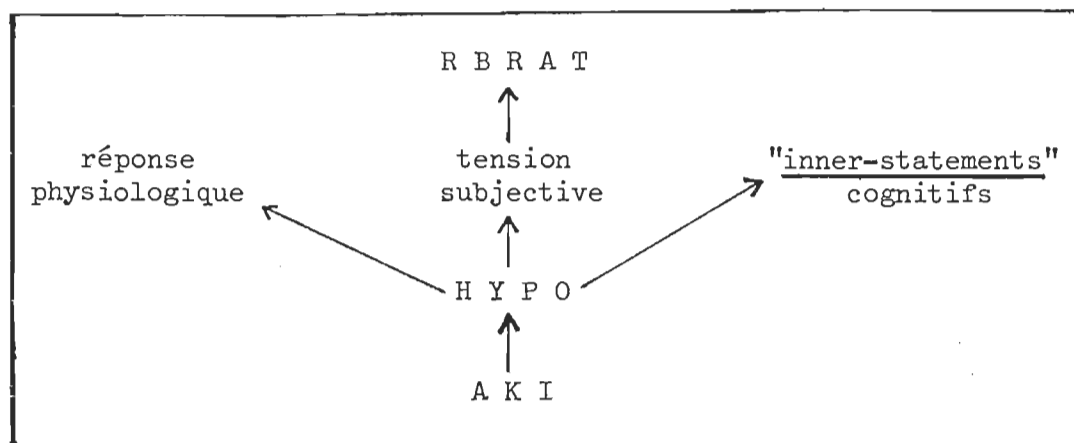 R B R A T
réponse
physiologique
tension
subjective
"inner-statements"
cognitifs
H Y P O
A K I